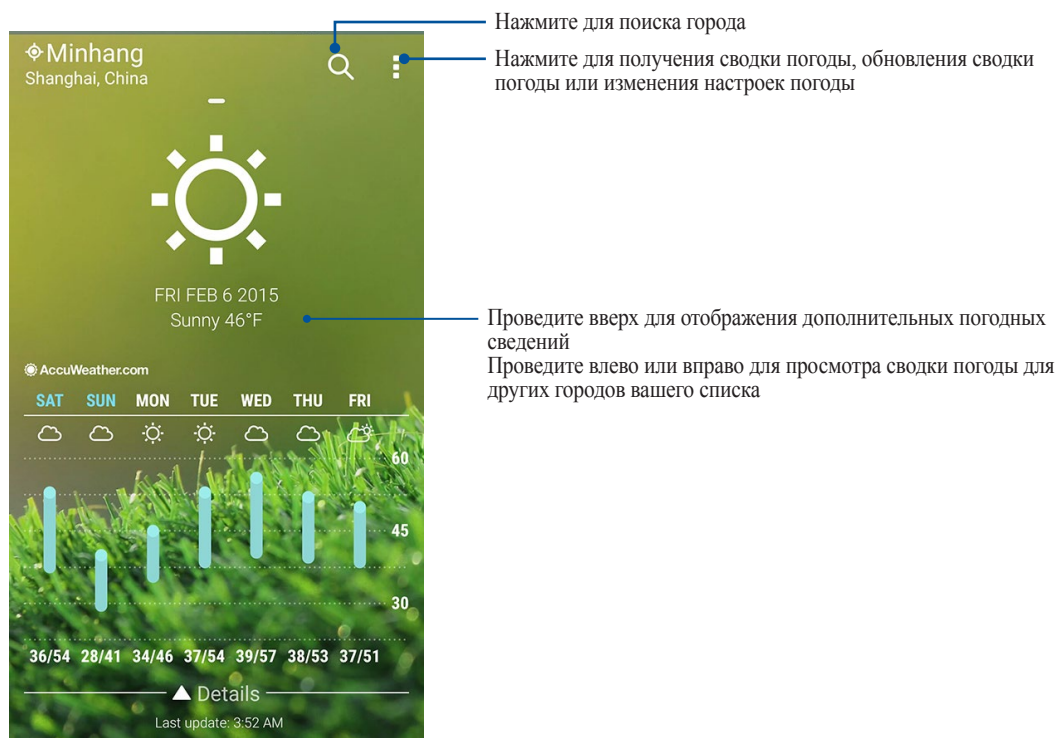 Нажмите для поиска города
Нажмите для получения сводки погоды, обновления сводки
погоды или изменения настроек погоды
Minhang
Shanghai, China
FRI FEB 6 2015
Sunny 46°F
Проведите вверх для отображения дополнительных погодных
сведений
Проведите влево или вправо для просмотра сводки погоды для
других городов вашего списка
AccuWeather.com
SAT SUN MON TUE WED THU FRI
60
45
30
36/54 28/41 34/46 37/54 39/57 38/53 37/51
Details
Last update: 3:52 AM